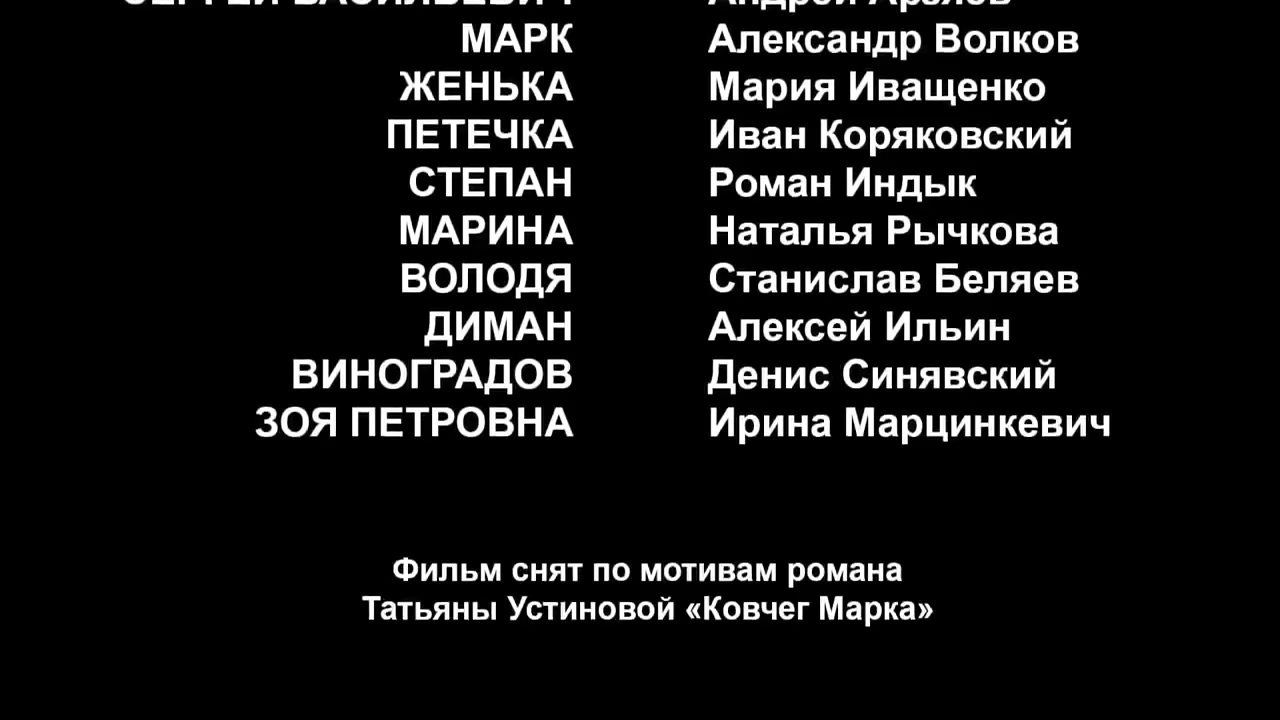 МАРК Александр Волков
ЖЕНЬКА Мария Иващенко
ПЕТЕЧКА Иван Коряковский
СТЕПАН Роман Индык
МАРИНА Наталья Рычкова
ВОЛОДЯ Станислав Беляев
ДИМАН Алексей Ильин
ВИНОГРАДОВ Денис Синявский
ЗОЯ ПЕТРОВНА Ирина Марцинкевич
Фильм снят по мотивам романа
Татьяны Устиновой «Ковчег Марка»